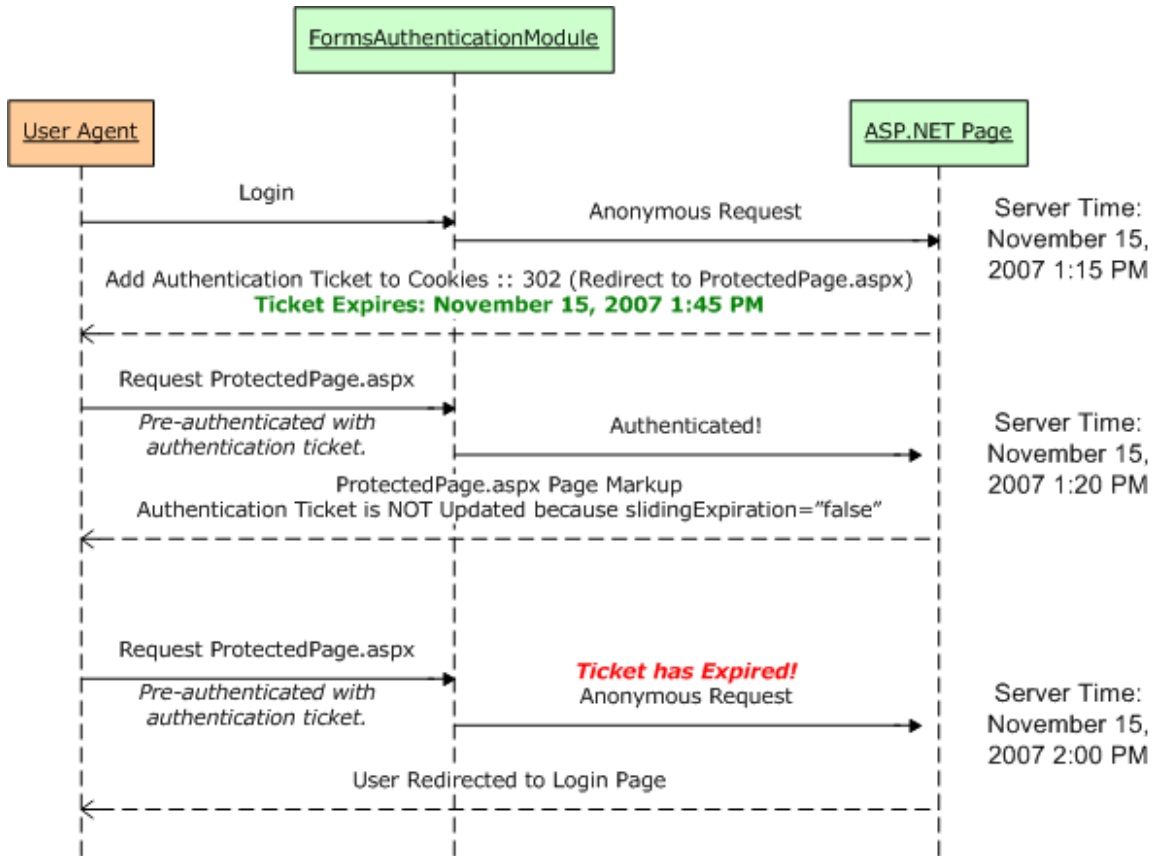 FormsAuthenticationModule
User Agent
ASP.NET Page
Login
Anonymous Request
Server Time:
November 15,
2007 1:15 PM
Add Authentication Ticket to Cookies :: 302 (Redirect to ProtectedPage.aspx)
Ticket Expires: November 15, 2007 1:45 PM
Request ProtectedPage.aspx
Pre-authenticated with
authentication ticket.
Authenticated!
Server Time:
November 15,
2007 1:20 PM
ProtectedPage.aspx Page Markup
Authentication Ticket is NOT Updated because slidingExpiration=”false”
Request ProtectedPage.aspx
Pre-authenticated with
authentication ticket.
Ticket has Expired!
Anonymous Request
Server Time:
November 15,
2007 2:00 PM
User Redirected to Login Page